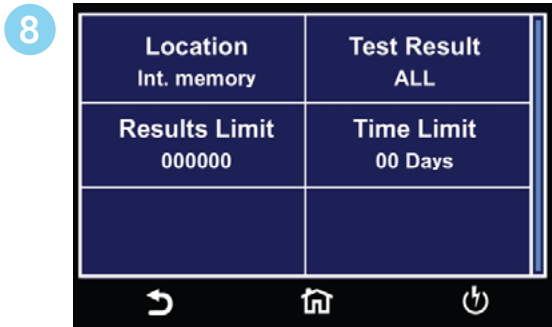 8
Location
Int. memory
Test Result
ALL
Results Limit
000000
Time Limit
00 Days